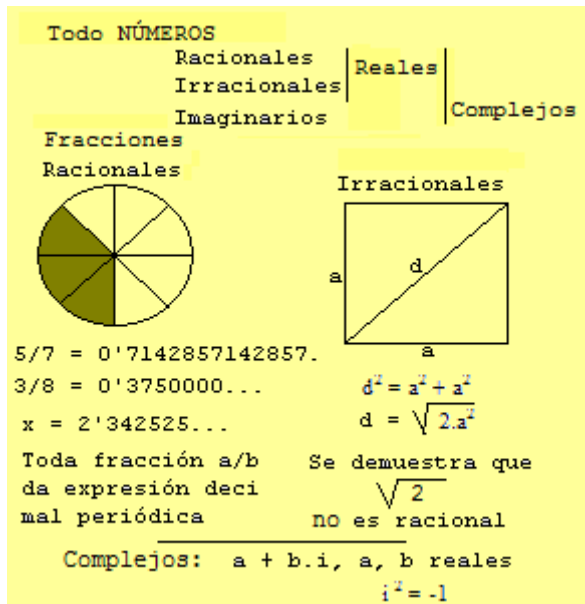 Todo NÚMEROS
Racionales
Irracionales
Reales
Imaginarios
Complejos
Fracciones
Racionales
5/7 = 0'7142857142857.
3/8 = 0'3750000...
x = 2'342525...
Toda fracción a/b
da expresión deci
mal periódica
Irracionales
a
d
a
d² = a² + a²
d = √2.a²
Se demuestra que
√2
no es racional
Complejos: a + b.i, a, b reales
i² = -1